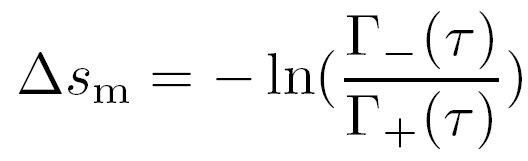 Δs_m = − ln(Γ_−(τ)/Γ_+(τ))